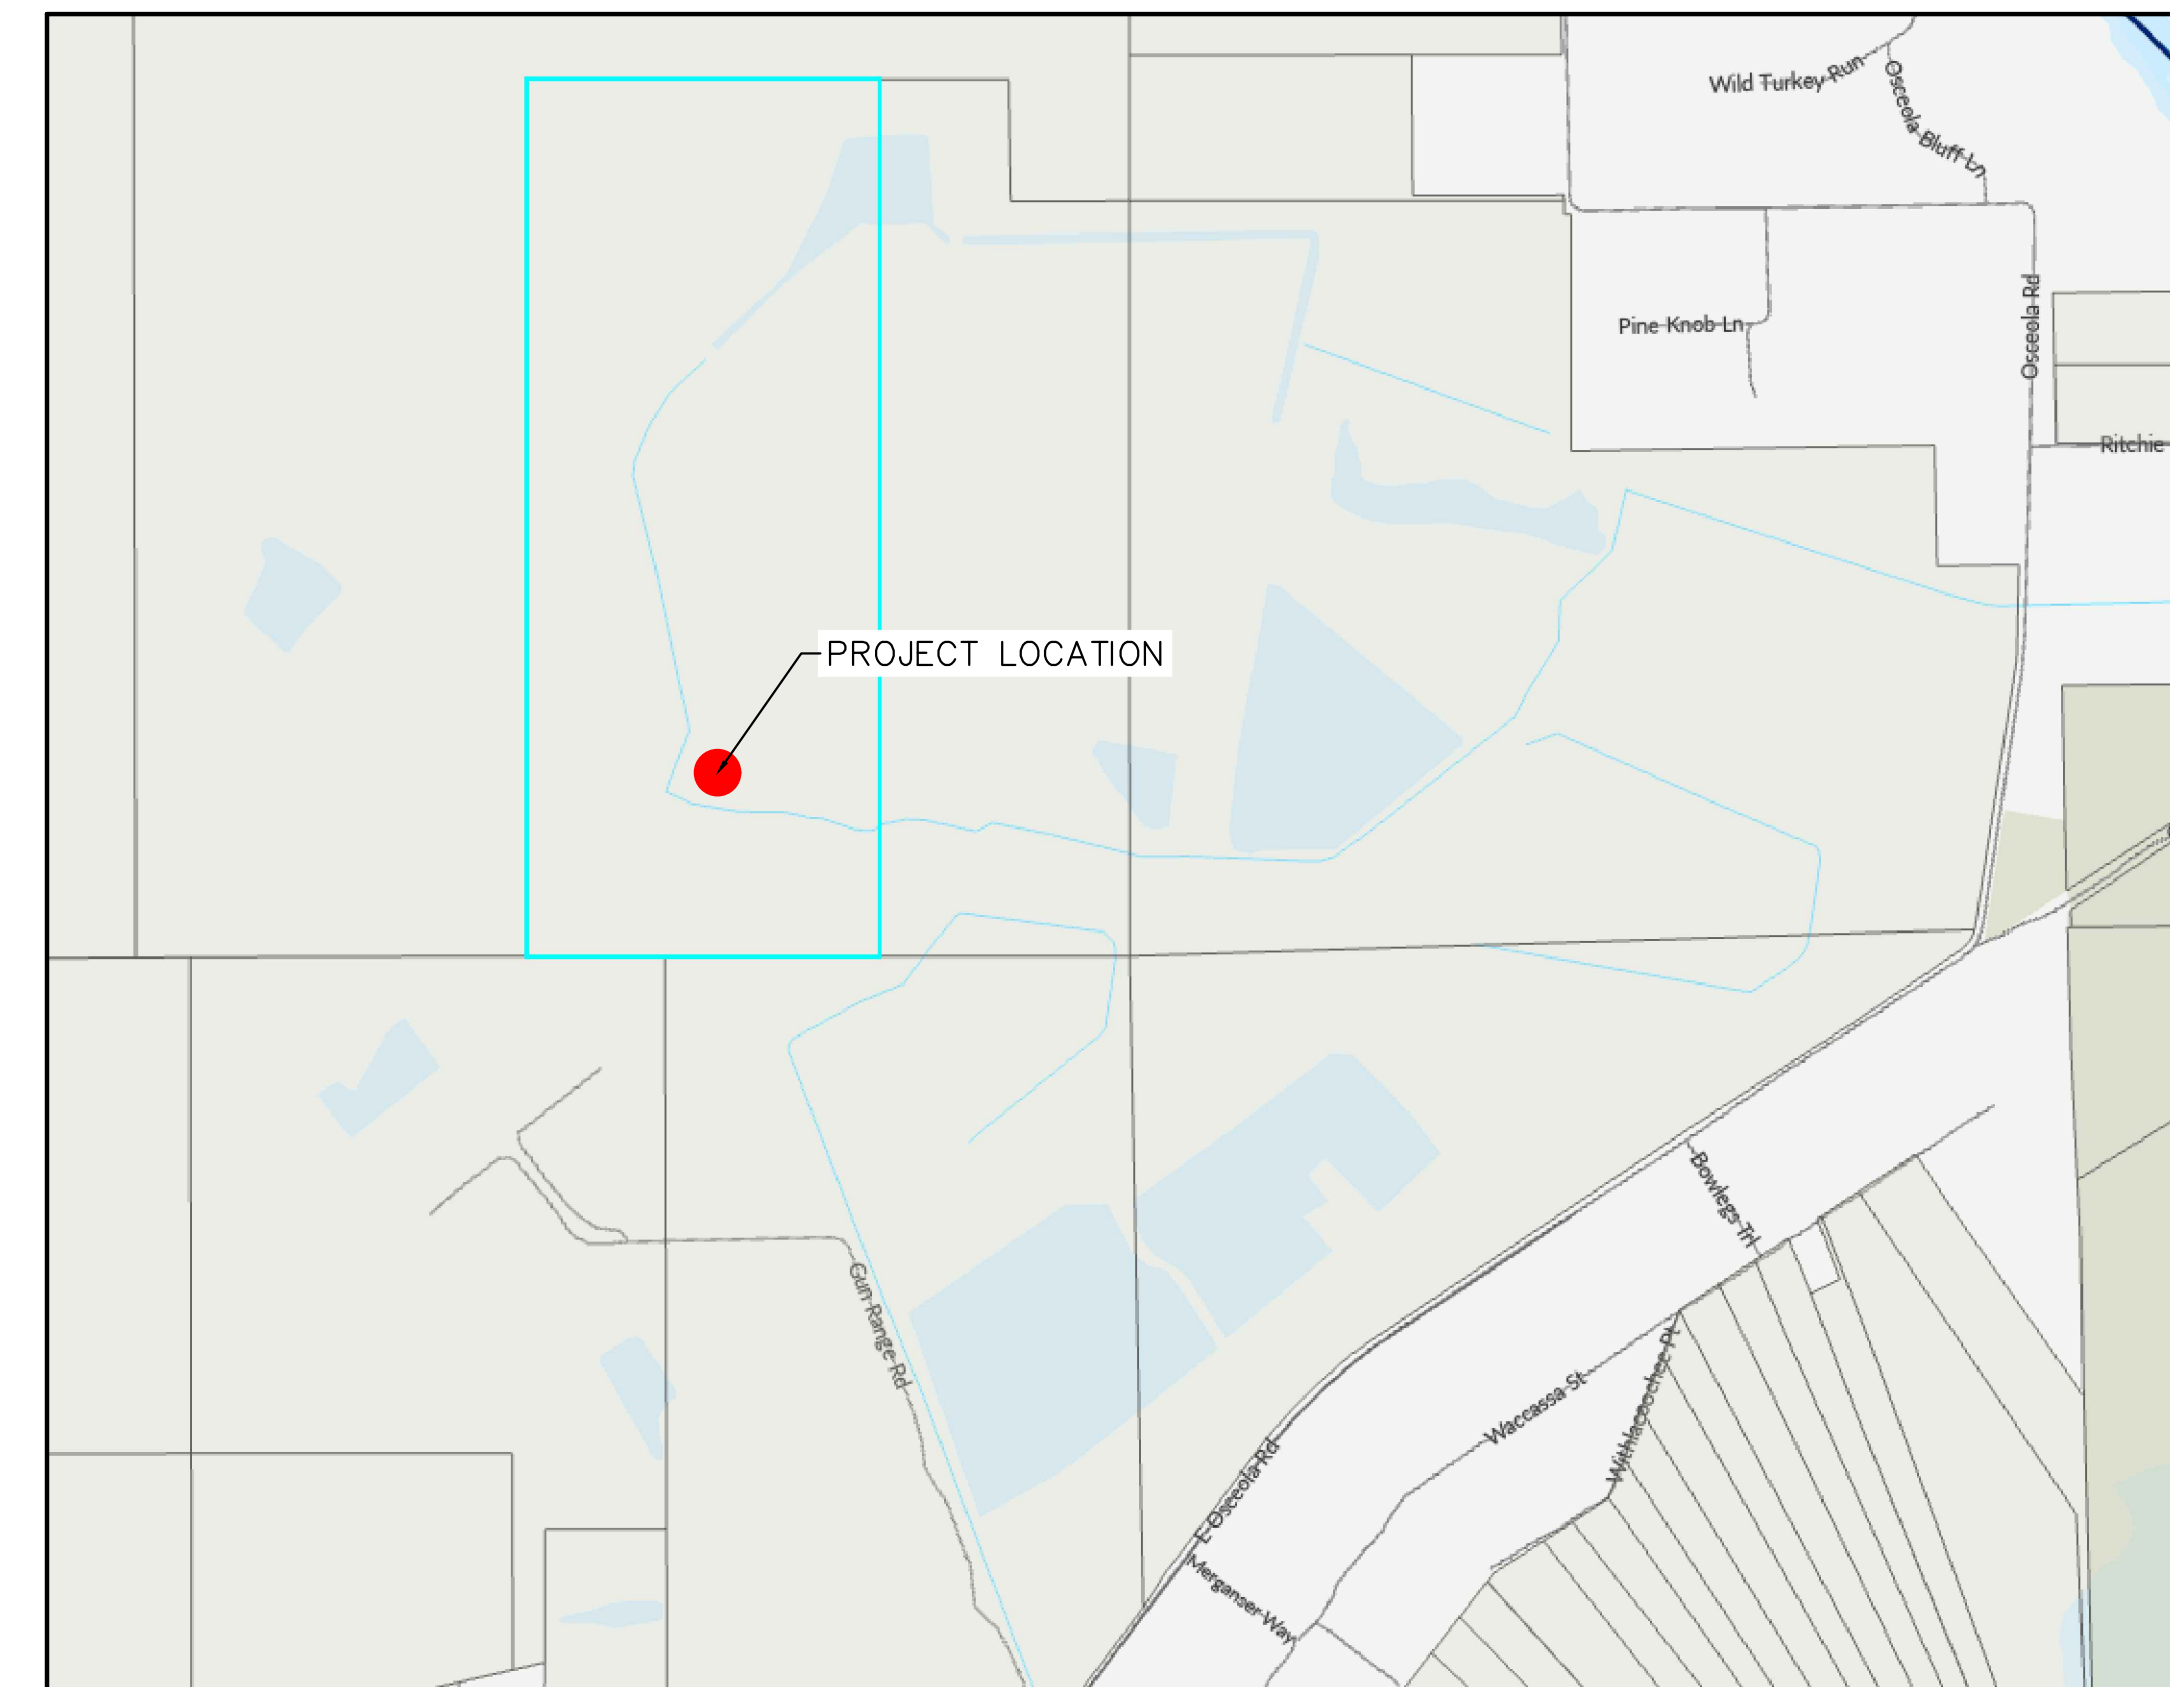 Wild Turkey Run
Osceola Bluff Ln
Osceola Rd
Pine Knob Ln
Ritchie
PROJECT LOCATION
Bowlegs Trl
Gun Range Rd
Withlacoochee Pt
Waccassa St
E Osceola Rd
Merganser Way